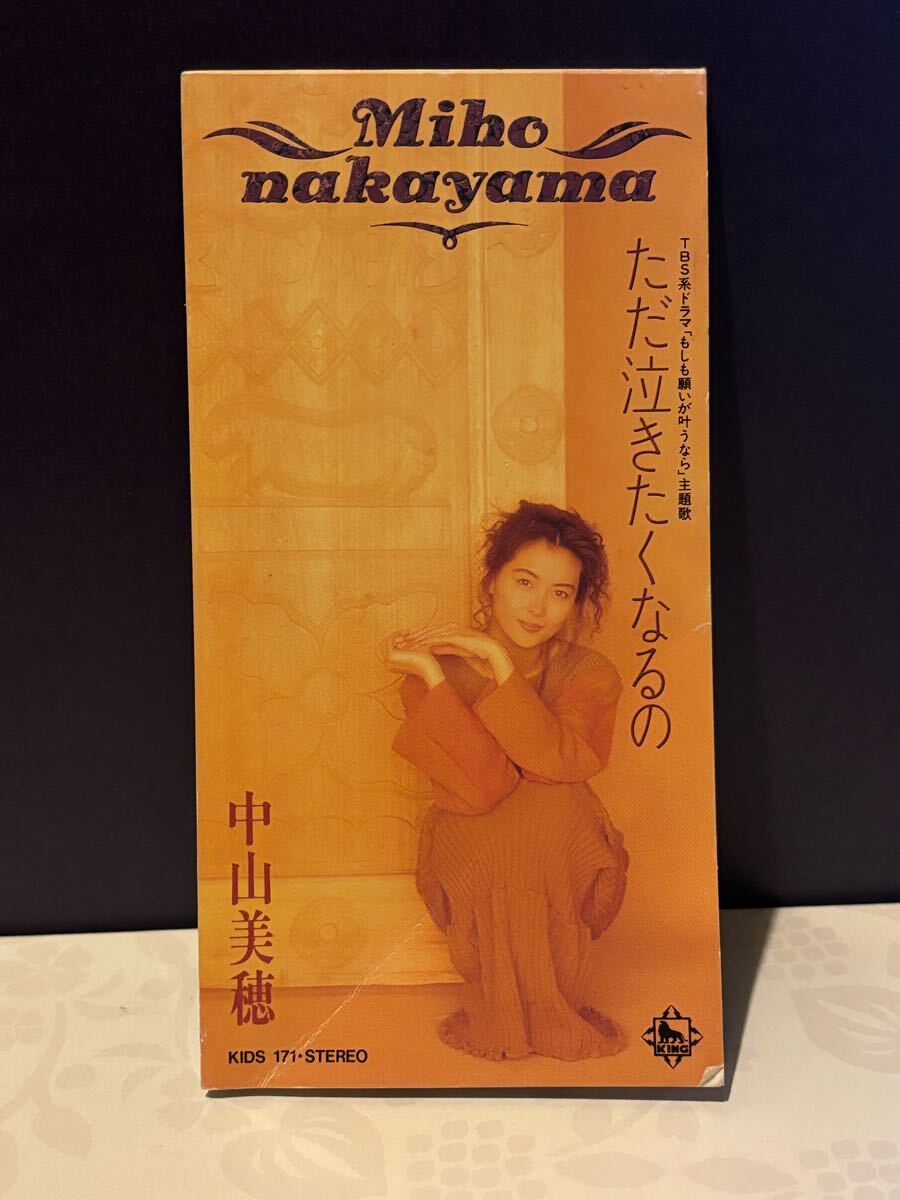 Miho
nakayama
TBS系ドラマ「もしも願いが叶うなら」主題歌
ただ泣きたくなるの
中山美穂
KIDS 171・STEREO
KING